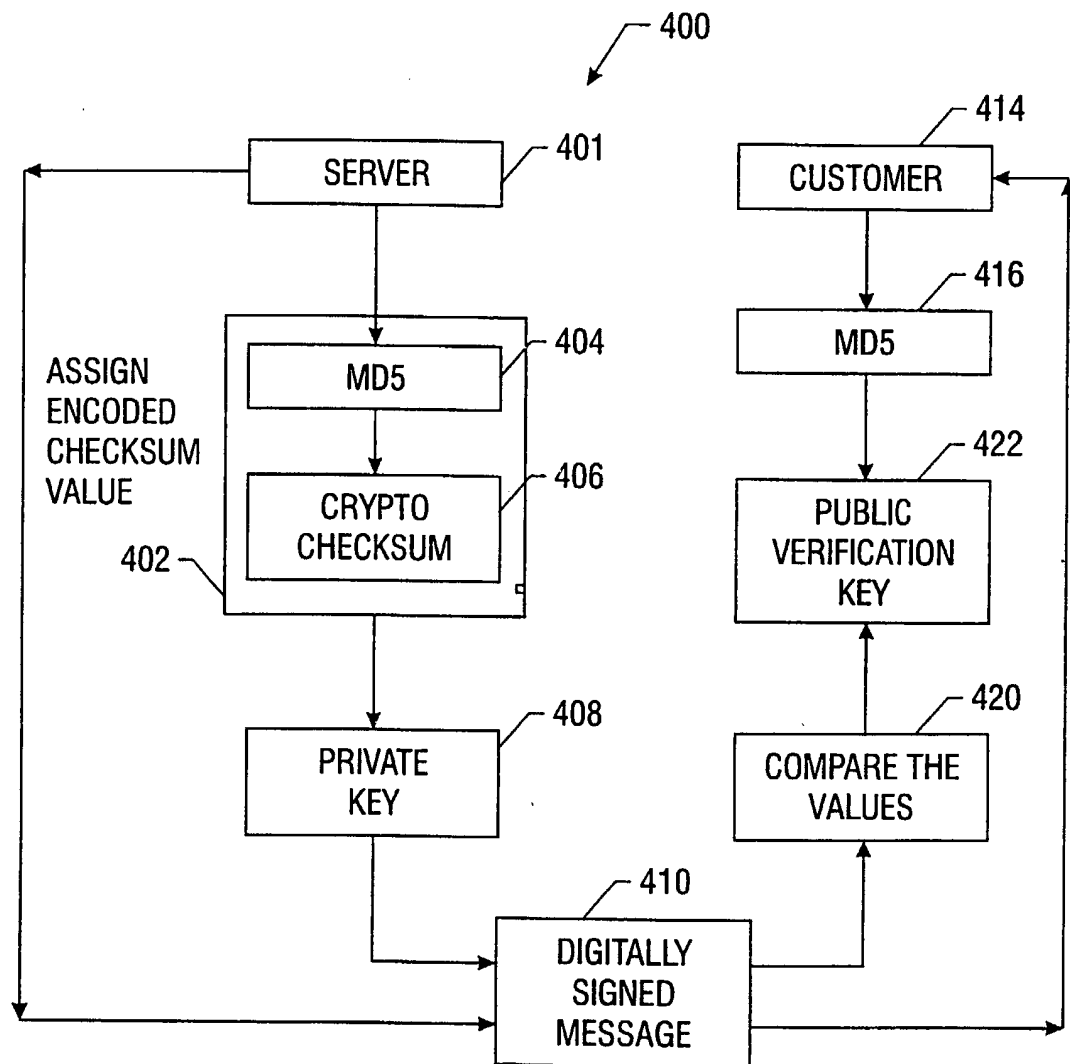 400
SERVER
401
ASSIGN
ENCODED
CHECKSUM
VALUE
MD5
404
CRYPTO
CHECKSUM
406
402
PRIVATE
KEY
408
DIGITALLY
SIGNED
MESSAGE
410
CUSTOMER
414
MD5
416
PUBLIC
VERIFICATION
KEY
422
COMPARE THE
VALUES
420